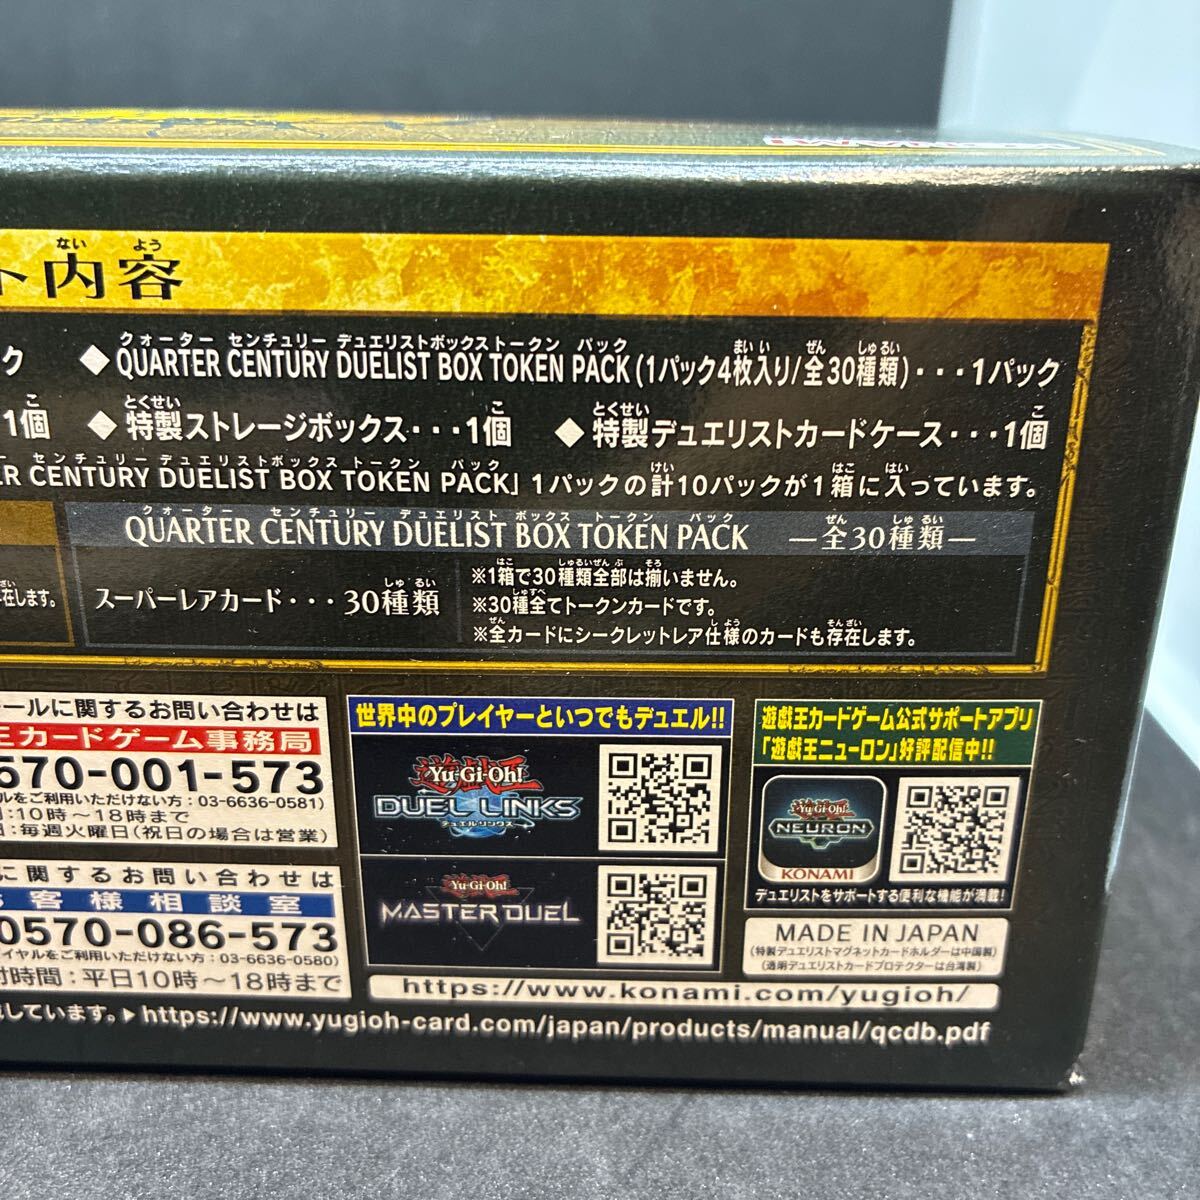 KONAMI
ト内容
ク ◆QUARTER CENTURY DUELIST BOX TOKEN PACK(1パック4枚入り/全30種類)・・・1パック
1個 ◆特製ストレージボックス・・・1個 ◆特製デュエリストカードケース・・・1個
ER CENTURY DUELIST BOX TOKEN PACK」1パックの計10パックが1箱に入っています。
QUARTER CENTURY DUELIST BOX TOKEN PACK ―全30種類―
存在します。
スーパーレアカード・・・30種類
※1箱で30種類全部は揃いません。
※30種全てトークンカードです。
※全カードにシークレットレア仕様のカードも存在します。
ールに関するお問い合わせは
王カードゲーム事務局
570-001-573
ルをご利用いただけない方:03-6636-0581)
:10時〜18時まで
日:毎週火曜日(祝日の場合は営業)
に関するお問い合わせは
客様相談室
0570-086-573
イヤルをご利用いただけない方:03-6636-0580)
付時間:平日10時〜18時まで
世界中のプレイヤーといつでもデュエル!!
遊戯王
Yu-Gi-Oh!
DUEL LINKS
デュエルリンクス
Yu-Gi-Oh!
MASTER DUEL
遊戯王カードゲーム公式サポートアプリ
「遊戯王ニューロン」好評配信中!!
Yu-Gi-Oh!
NEURON
KONAMI
デュエリストをサポートする便利な機能が満載!
MADE IN JAPAN
(特製デュエリストマグネットカードホルダーは中国製)
(透明デュエリストカードプロテクターは台湾製)
https://www.konami.com/yugioh/
しています。▶https://www.yugioh-card.com/japan/products/manual/qcdb.pdf